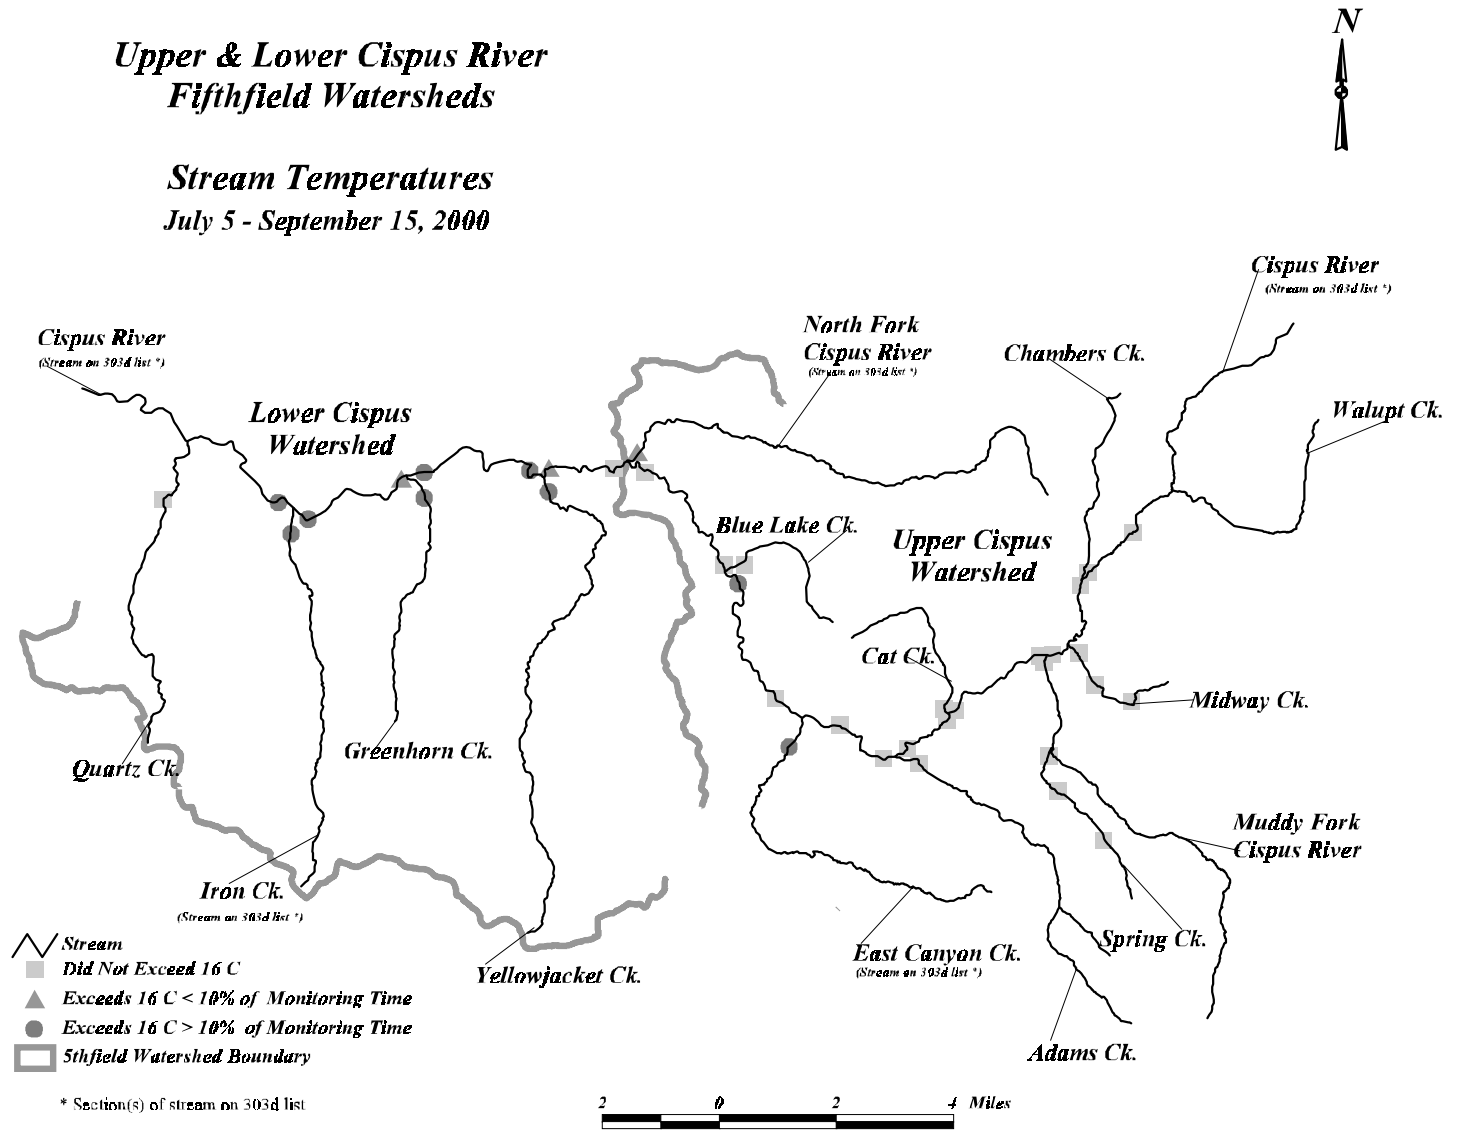 N
Upper & Lower Cispus River
Fifthfield Watersheds
Stream Temperatures
July 5 - September 15, 2000
Cispus River
(Stream on 303d list *)
North Fork
Cispus River
(Stream on 303d list *)
Cispus River
(Stream on 303d list *)
Chambers Ck.
Walupt Ck.
Lower Cispus
Watershed
Blue Lake Ck.
Upper Cispus
Watershed
Cat Ck.
Midway Ck.
Greenhorn Ck.
Quartz Ck.
Muddy Fork
Cispus River
Iron Ck.
(Stream on 303d list *)
Spring Ck.
East Canyon Ck.
(Stream on 303d list *)
Yellowjacket Ck.
Adams Ck.
Stream
Did Not Exceed 16 C
Exceeds 16 C < 10% of Monitoring Time
Exceeds 16 C > 10% of Monitoring Time
5thfield Watershed Boundary
* Section(s) of stream on 303d list
2 0 2 4 Miles